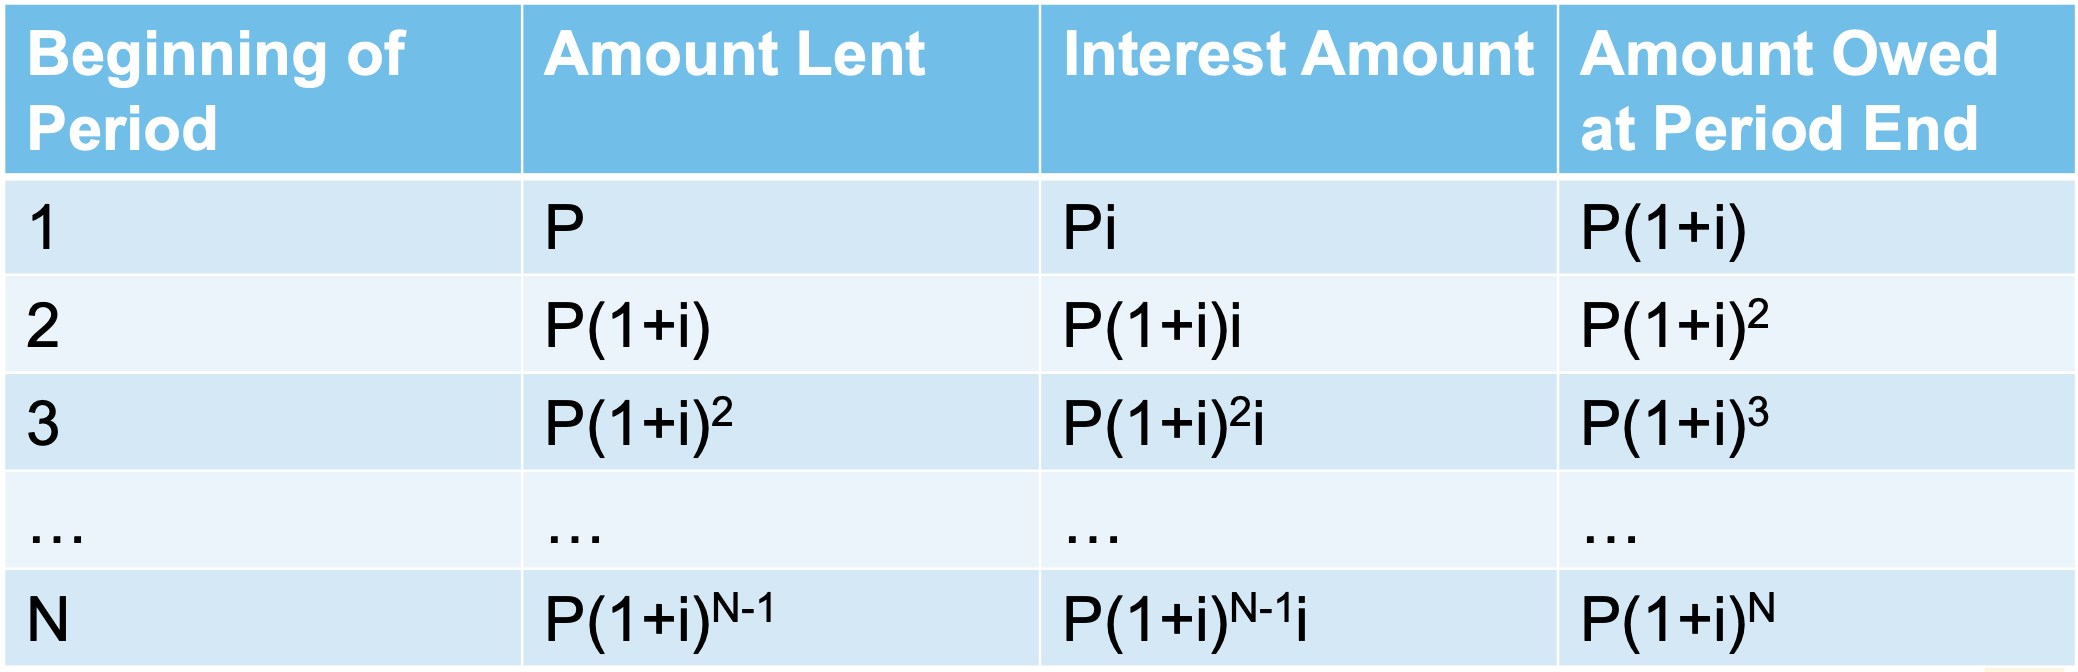 Beginning of Period | Amount Lent | Interest Amount | Amount Owed at Period End
1 | P | Pi | P(1+i)
2 | P(1+i) | P(1+i)i | P(1+i)²
3 | P(1+i)² | P(1+i)²i | P(1+i)³
… | … | … | …
N | P(1+i)ᴺ⁻¹ | P(1+i)ᴺ⁻¹i | P(1+i)ᴺ